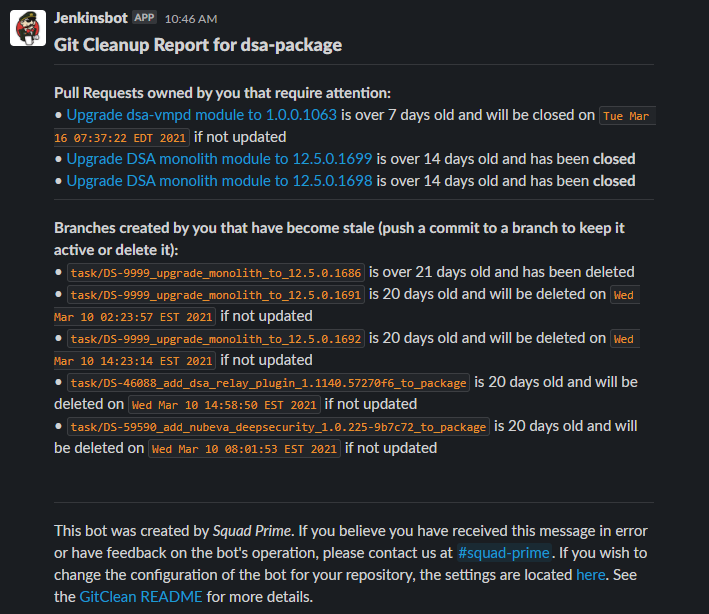 Jenkinsbot APP 10:46 AM
Git Cleanup Report for dsa-package
Pull Requests owned by you that require attention:
• Upgrade dsa-vmpd module to 1.0.0.1063 is over 7 days old and will be closed on Tue Mar
16 07:37:22 EDT 2021 if not updated
• Upgrade DSA monolith module to 12.5.0.1699 is over 14 days old and has been closed
• Upgrade DSA monolith module to 12.5.0.1698 is over 14 days old and has been closed
Branches created by you that have become stale (push a commit to a branch to keep it
active or delete it):
• task/DS-9999_upgrade_monolith_to_12.5.0.1686 is over 21 days old and has been deleted
• task/DS-9999_upgrade_monolith_to_12.5.0.1691 is 20 days old and will be deleted on Wed
Mar 10 02:23:57 EST 2021 if not updated
• task/DS-9999_upgrade_monolith_to_12.5.0.1692 is 20 days old and will be deleted on Wed
Mar 10 14:23:14 EST 2021 if not updated
• task/DS-46088_add_dsa_relay_plugin_1.1140.57270f6_to_package is 20 days old and will be
deleted on Wed Mar 10 14:58:50 EST 2021 if not updated
• task/DS-59590_add_nubeva_deepsecurity_1.0.225-9b7c72_to_package is 20 days old and will
be deleted on Wed Mar 10 08:01:53 EST 2021 if not updated
This bot was created by Squad Prime. If you believe you have received this message in error
or have feedback on the bot's operation, please contact us at #squad-prime. If you wish to
change the configuration of the bot for your repository, the settings are located here. See
the GitClean README for more details.